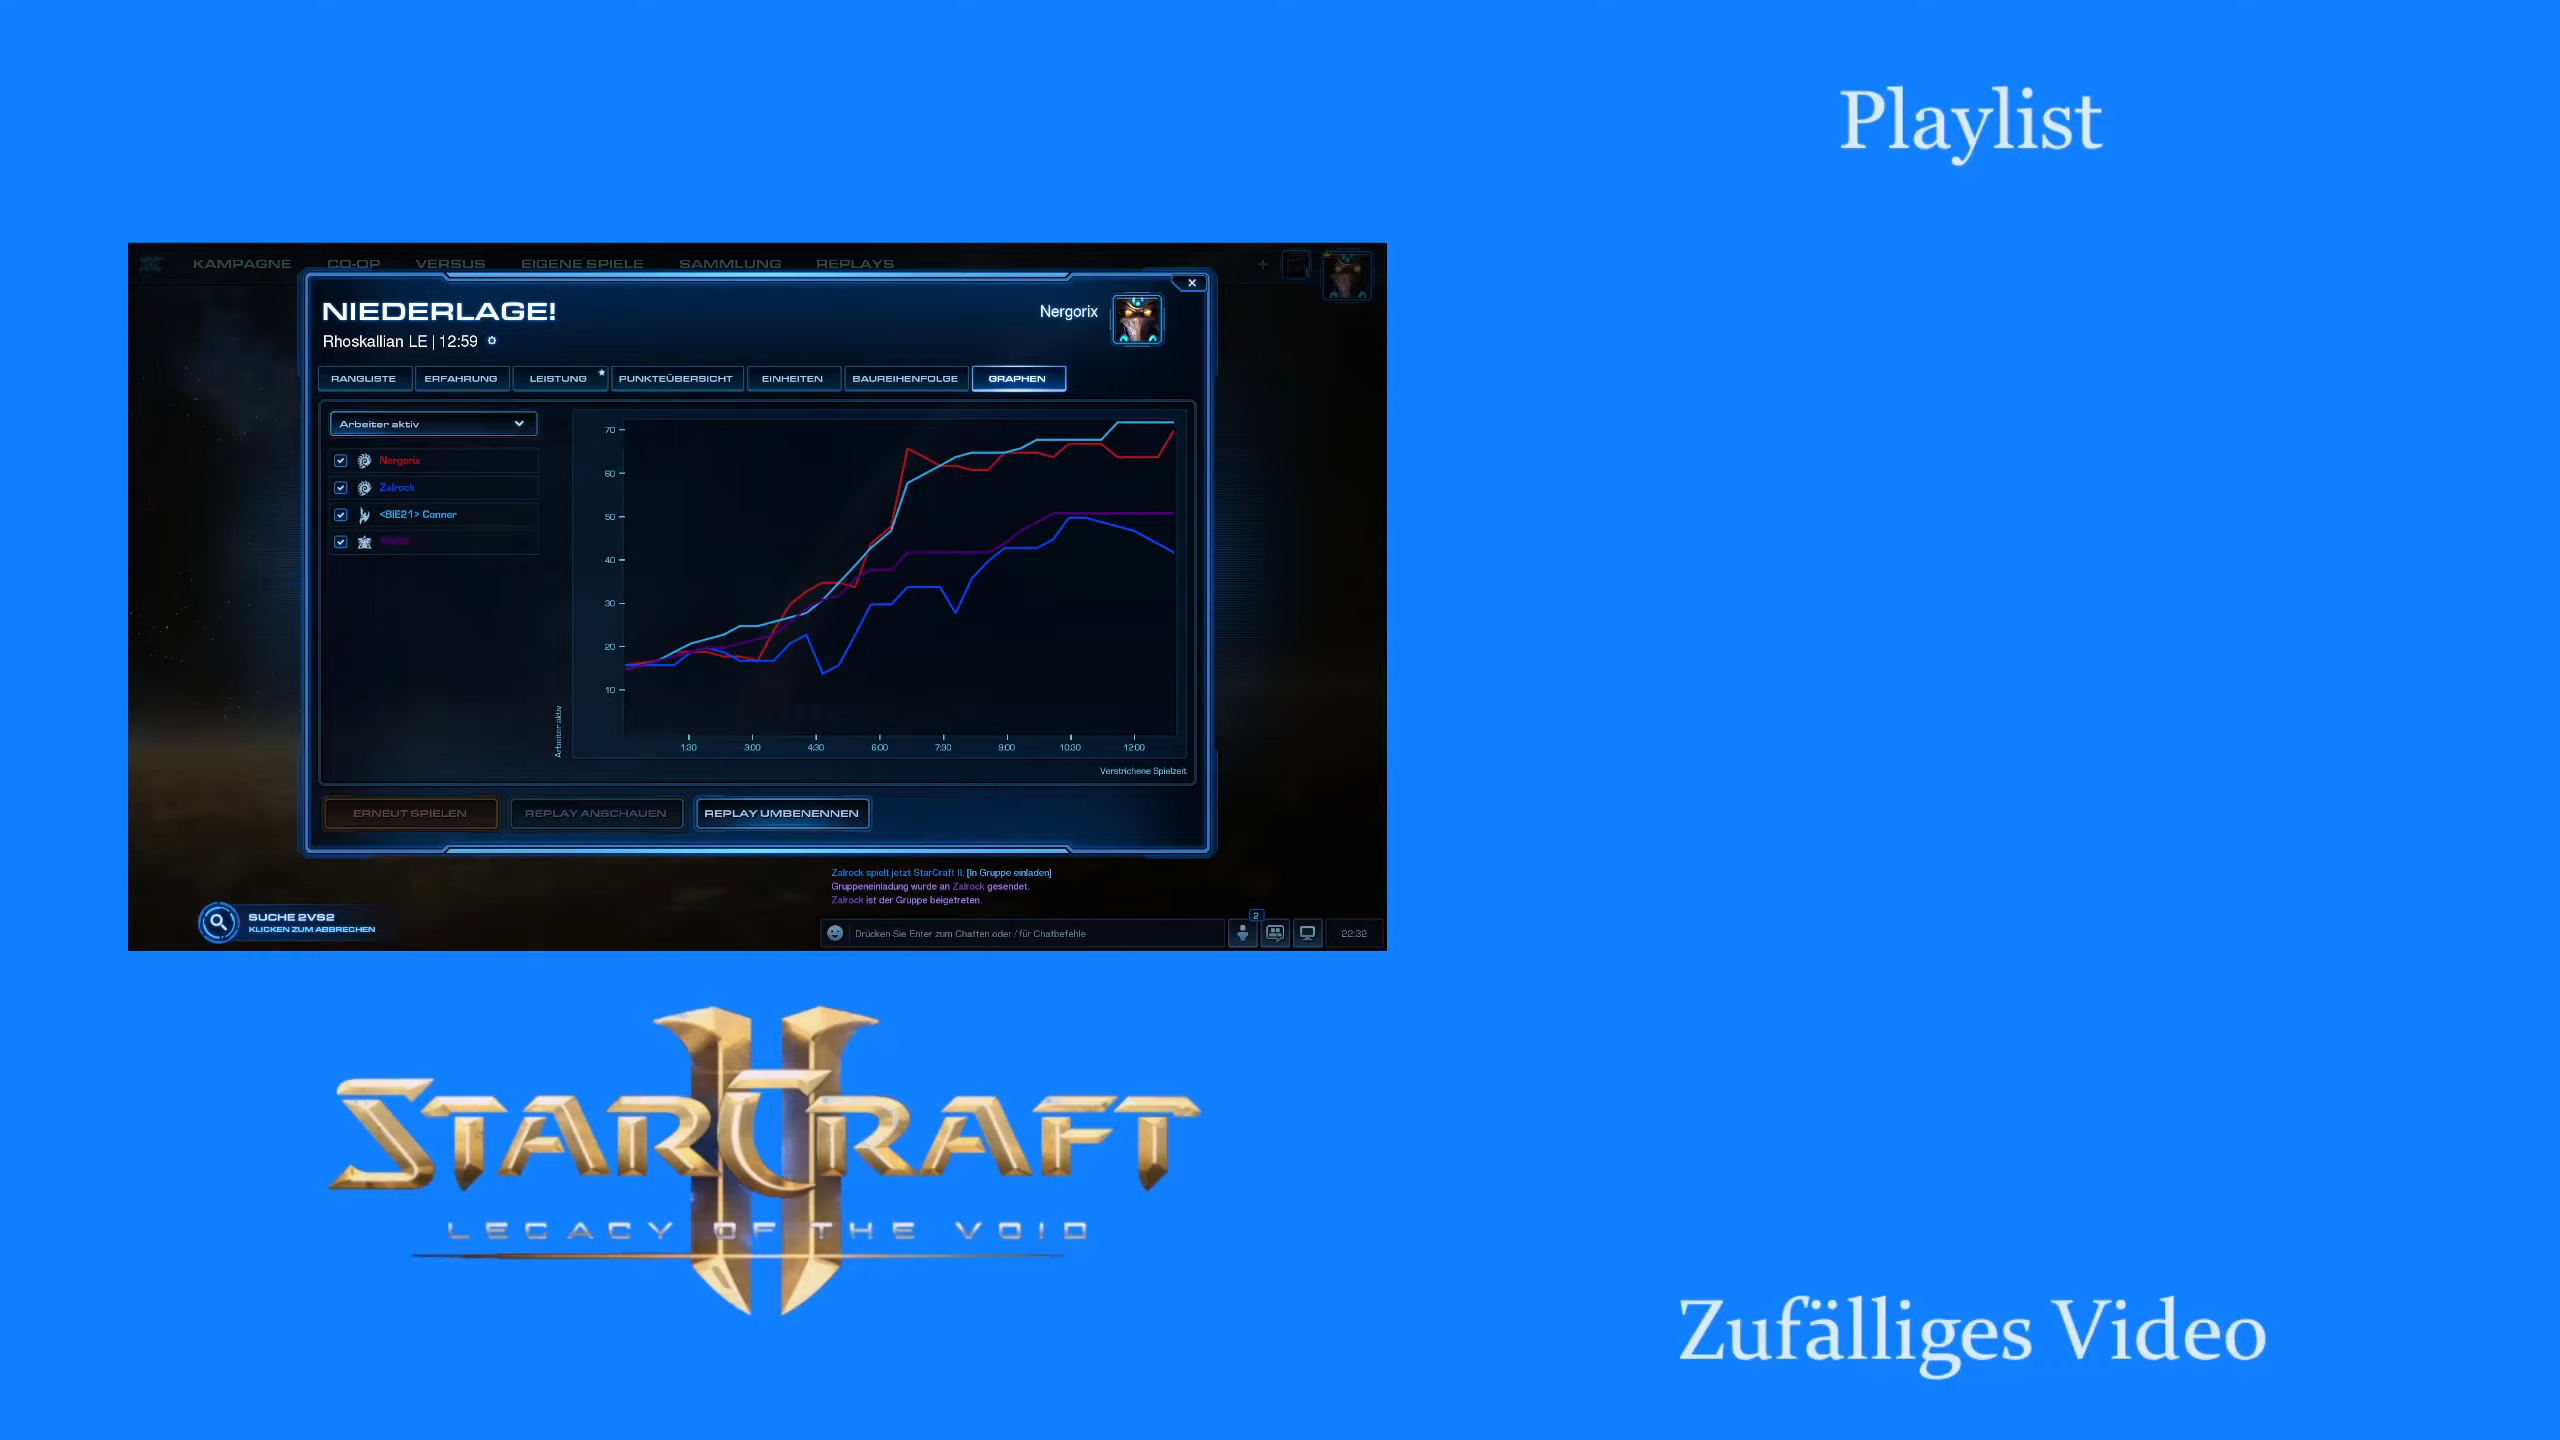 Playlist
KAMPAGNE CO-OP VERSUS EIGENE SPIELE SAMMLUNG REPLAYS
NIEDERLAGE!
Nergorix
Rhoskallian LE | 12:59
RANGLISTE ERFAHRUNG LEISTUNG PUNKTEÜBERSICHT EINHEITEN BAUREIHENFOLGE GRAPHEN
Arbeiter aktiv
Nergorix
Zalrock
<BIE21> Conner
70
60
50
40
30
20
10
Arbeiter aktiv
1:30 3:00 4:30 6:00 7:30 9:00 10:30 12:00
Verstrichene Spielzeit
ERNEUT SPIELEN REPLAY ANSCHAUEN REPLAY UMBENENNEN
Zalrock spielt jetzt StarCraft II. [In Gruppe einladen]
Gruppeneinladung wurde an Zalrock gesendet.
Zalrock ist der Gruppe beigetreten.
SUCHE 2VS2
KLICKEN ZUM ABBRECHEN
2
Drücken Sie Enter zum Chatten oder / für Chatbefehle
22:32
STARCRAFT II
LEGACY OF THE VOID
Zufälliges Video